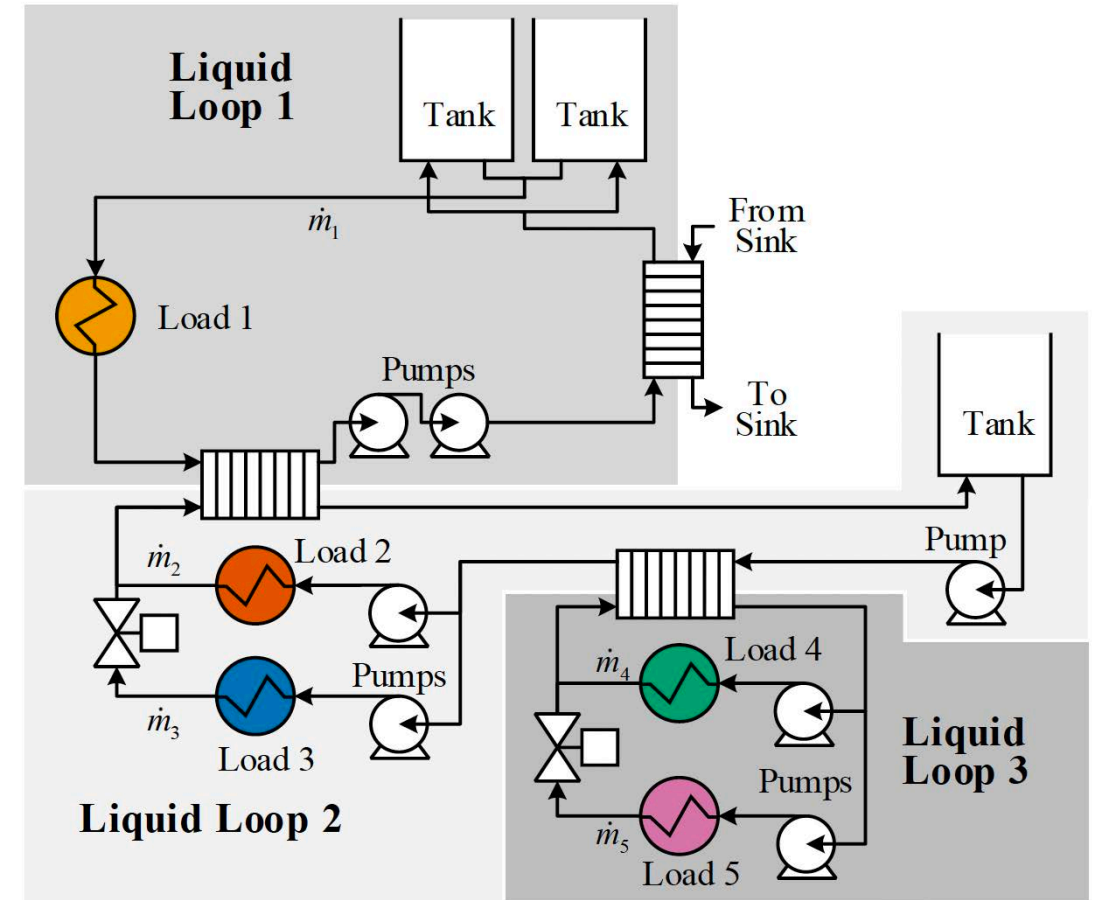 Liquid
Loop 1
Tank
Tank
ṁ1
From
Sink
Load 1
Pumps
To
Sink
Tank
Pump
ṁ2
Load 2
ṁ3
Pumps
Load 3
Liquid Loop 2
ṁ4
Load 4
Liquid
Loop 3
Pumps
ṁ5
Load 5